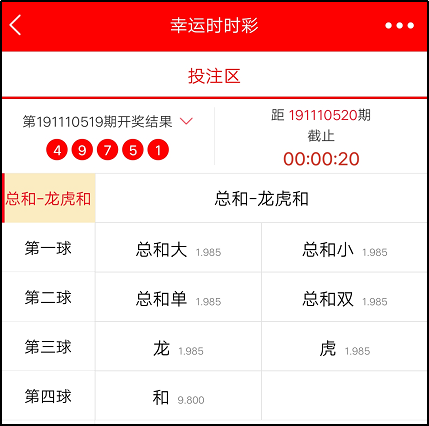 幸运时时彩
投注区
第191110519期开奖结果
4 9 7 5 1
距 191110520期
截止
00:00:20
总和-龙虎和 总和-龙虎和
第一球 总和大 1.985 总和小 1.985
第二球 总和单 1.985 总和双 1.985
第三球 龙 1.985 虎 1.985
第四球 和 9.800